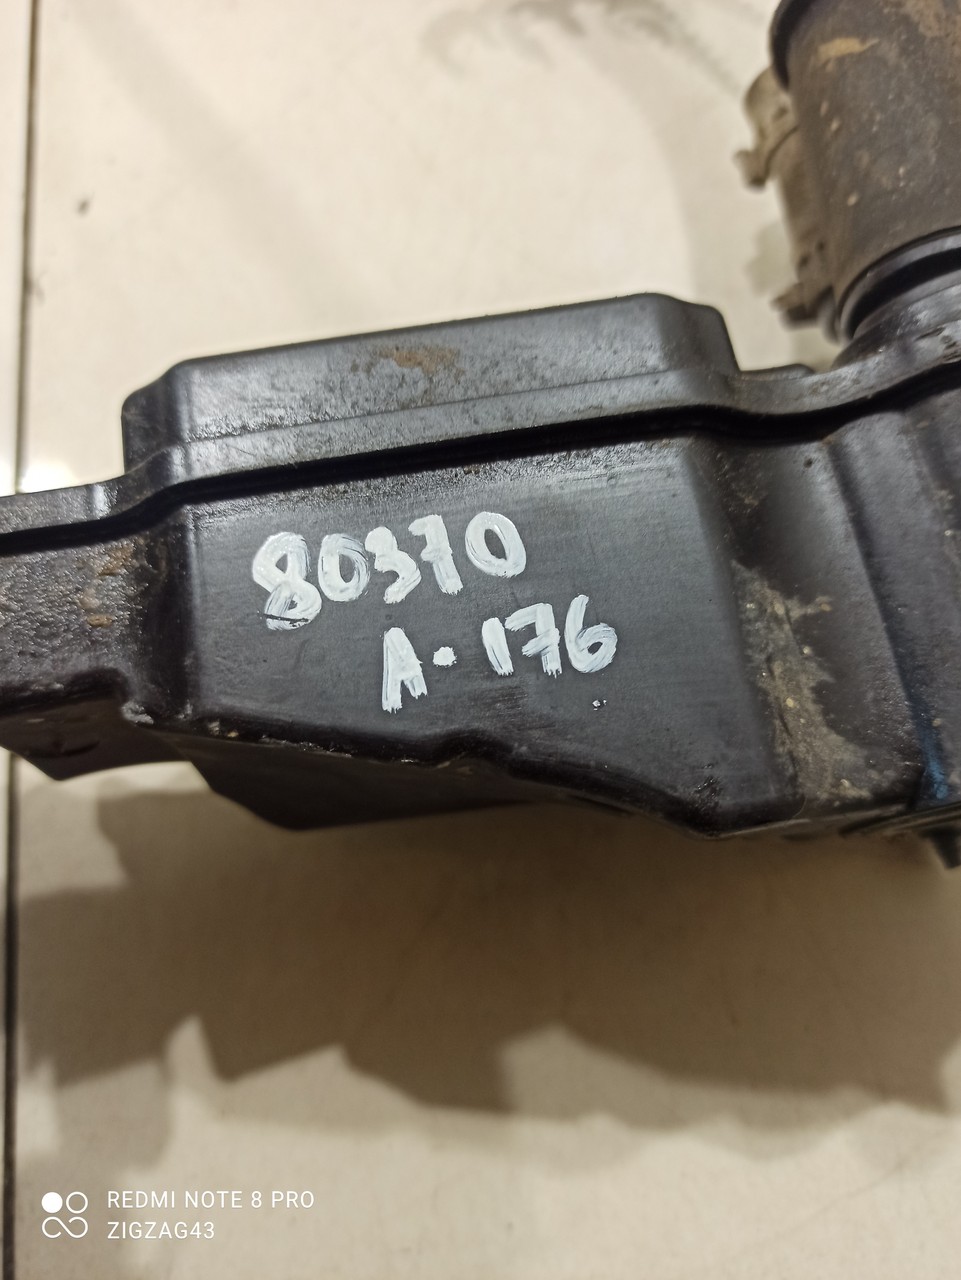 80370
A·176
REDMI NOTE 8 PRO
ZIGZAG43